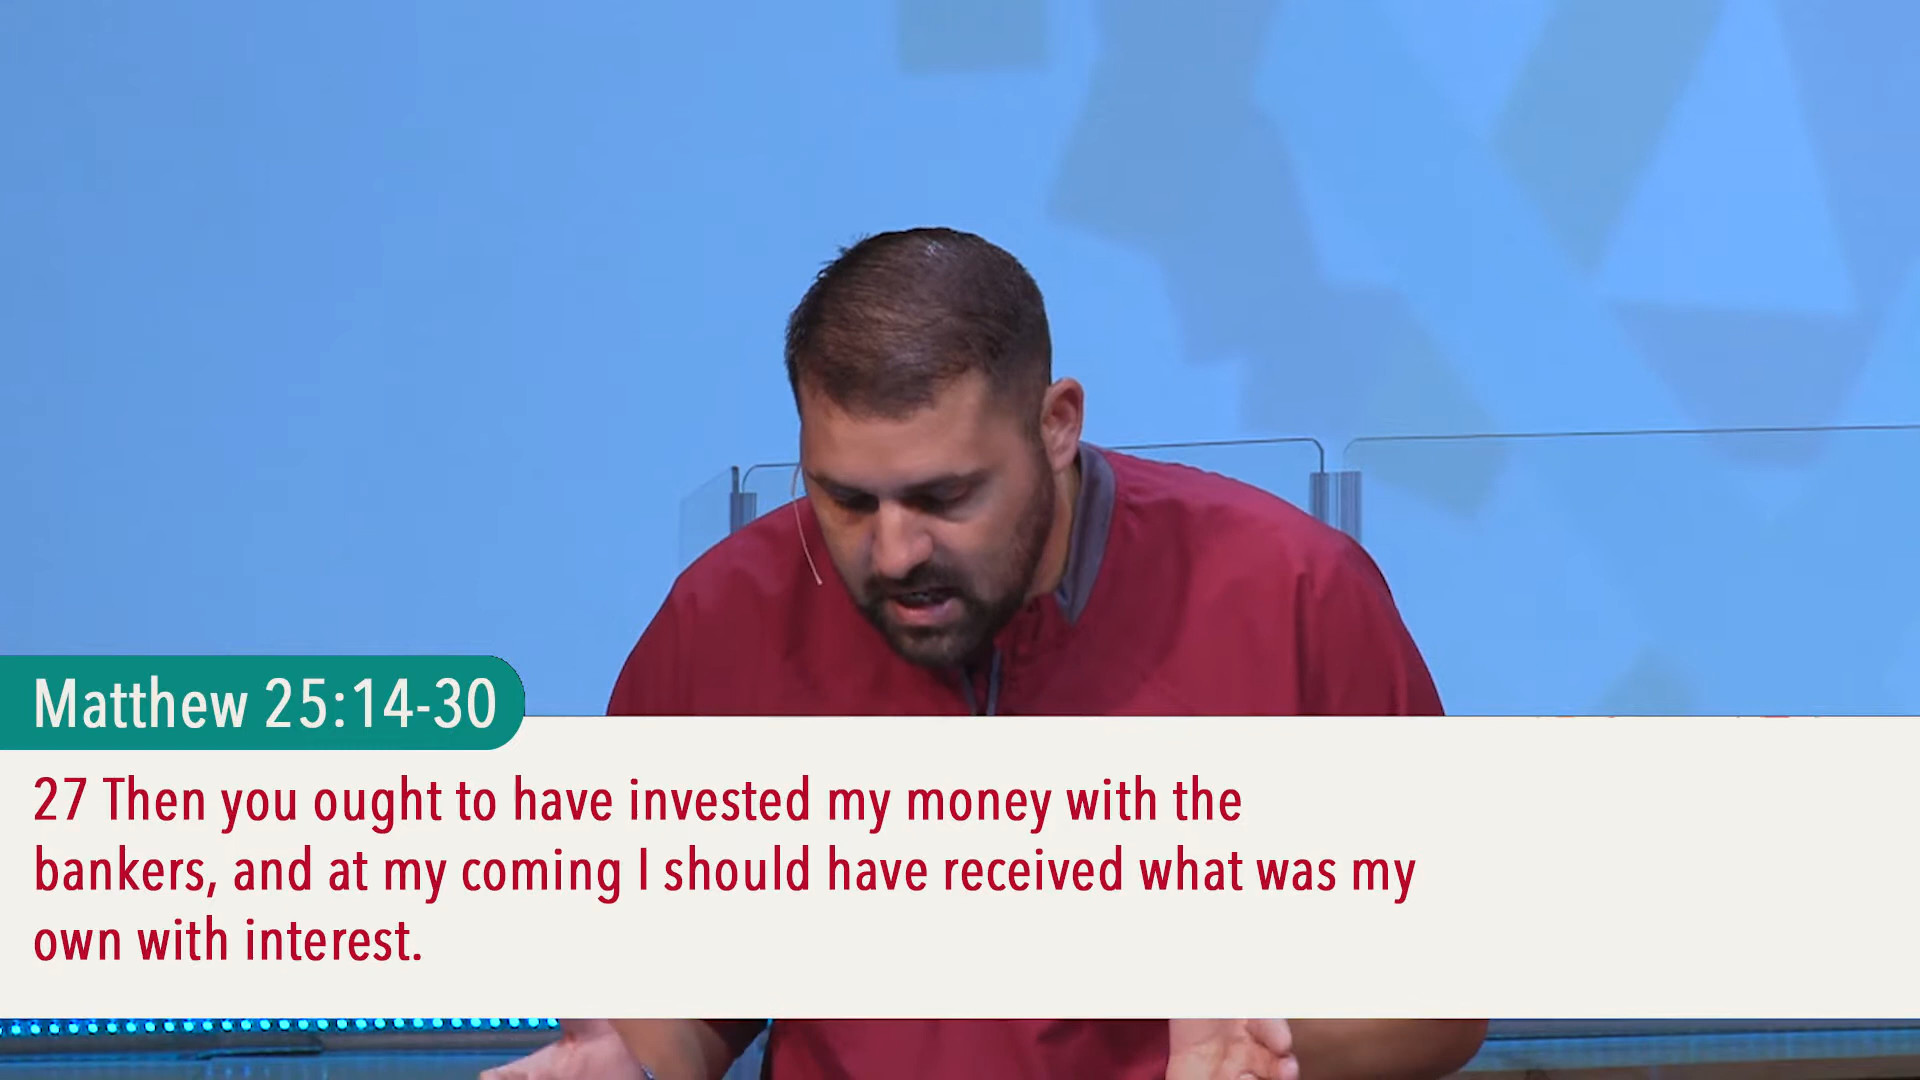 Matthew 25:14-30
27 Then you ought to have invested my money with the
bankers, and at my coming I should have received what was my
own with interest.